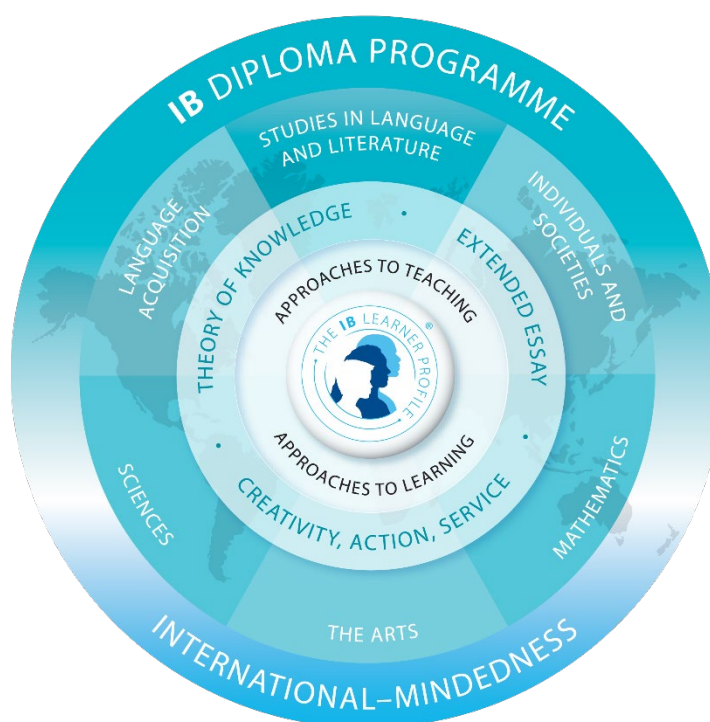 IB DIPLOMA PROGRAMME
STUDIES IN LANGUAGE
AND LITERATURE
LANGUAGE
ACQUISITION
INDIVIDUALS AND
SOCIETIES
THEORY OF KNOWLEDGE
EXTENDED ESSAY
APPROACHES TO TEACHING
THE IB LEARNER PROFILE
®
APPROACHES TO LEARNING
CREATIVITY, ACTION, SERVICE
SCIENCES
MATHEMATICS
THE ARTS
INTERNATIONAL–MINDEDNESS